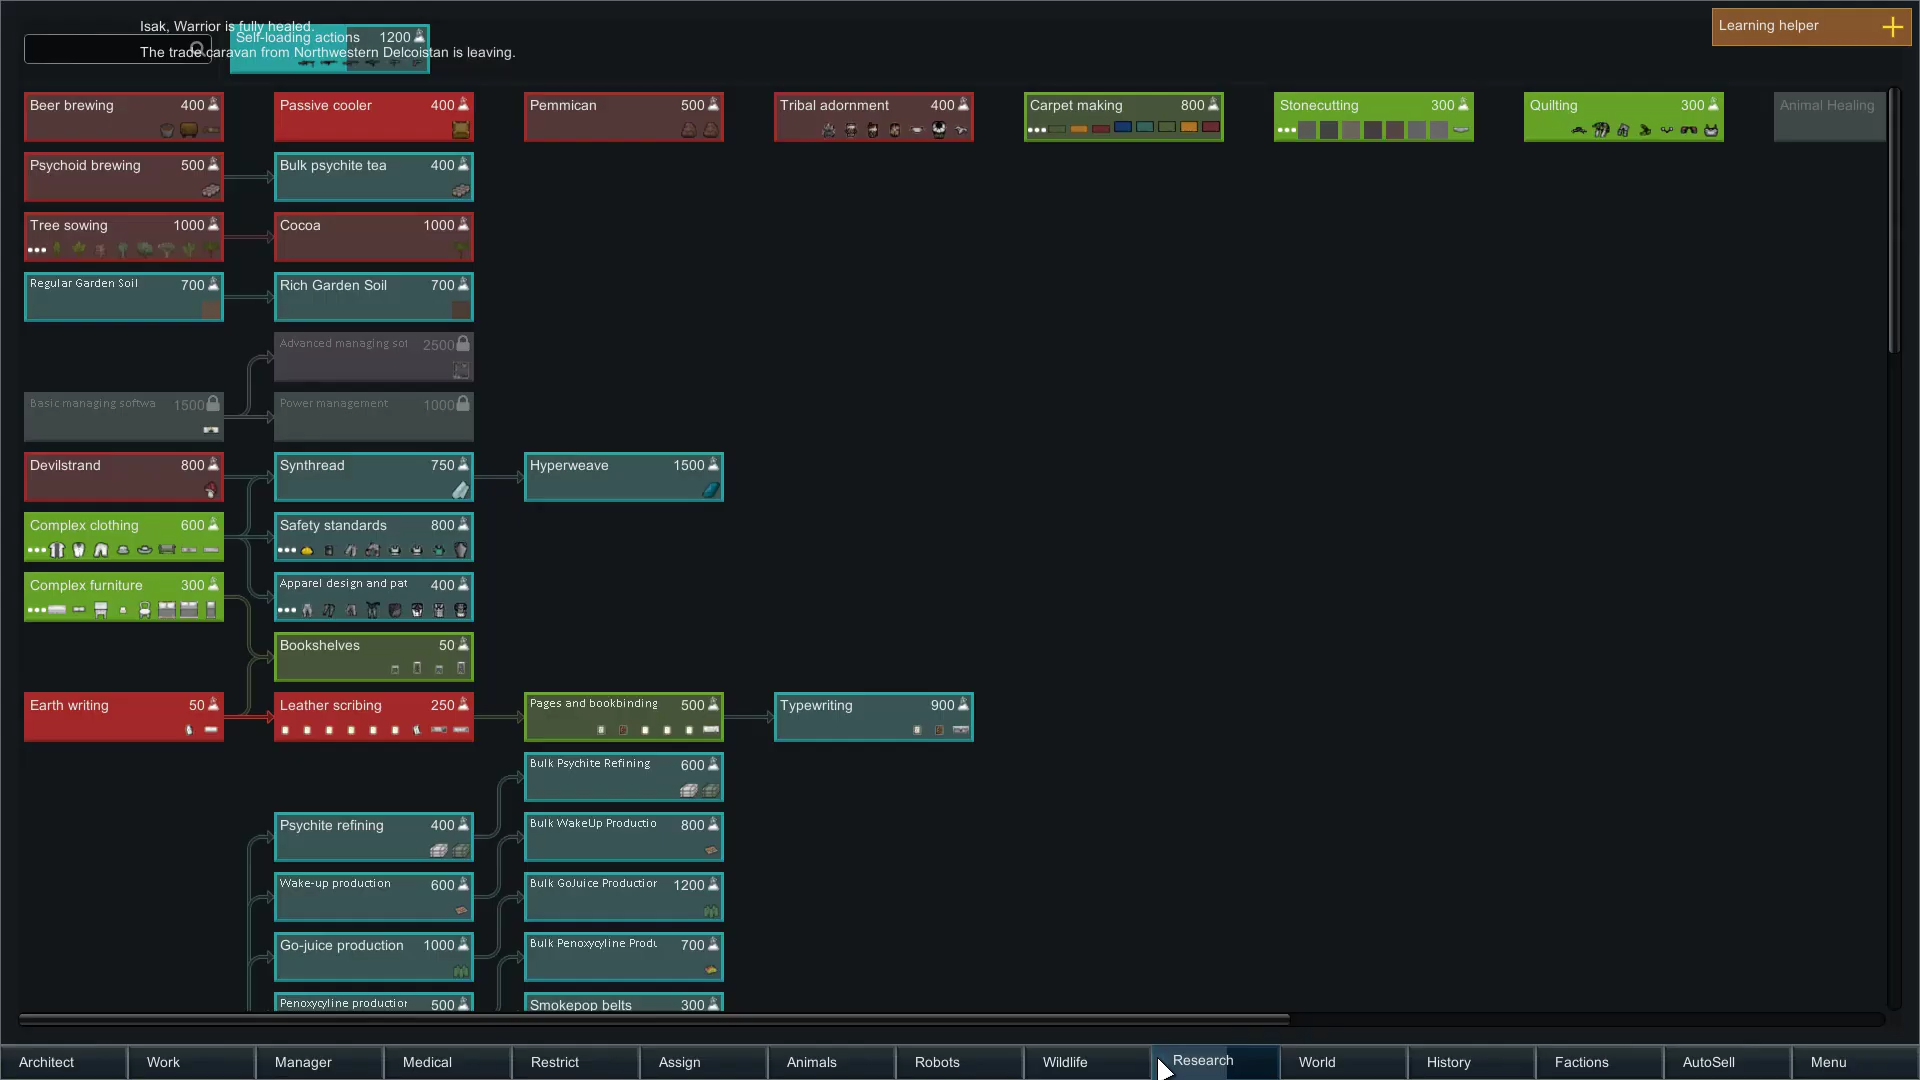 Isak, Warrior is fully healed.
Self-loading actions 1200
The trade caravan from Northwestern Delcoistan is leaving.
Learning helper
Beer brewing 400
Passive cooler 400
Pemmican 500
Tribal adornment 400
Carpet making 800
Stonecutting 300
Quilting 300
Animal Healing
Psychoid brewing 500
Bulk psychite tea 400
Tree sowing 1000
Cocoa 1000
Regular Garden Soil 700
Rich Garden Soil 700
Advanced managing sof 2500
Basic managing softwa 1500
Power management 1000
Devilstrand 800
Synthread 750
Hyperweave 1500
Complex clothing 600
Safety standards 800
Complex furniture 300
Apparel design and pat 400
Bookshelves 50
Earth writing 50
Leather scribing 250
Pages and bookbinding 500
Typewriting 900
Bulk Psychite Refining 600
Psychite refining 400
Bulk WakeUp Productio 800
Wake-up production 600
Bulk GoJuice Production 1200
Go-juice production 1000
Bulk Penoxycyline Produ 700
Penoxycyline production 500
Smokepop belts 300
Architect
Work
Manager
Medical
Restrict
Assign
Animals
Robots
Wildlife
Research
World
History
Factions
AutoSell
Menu